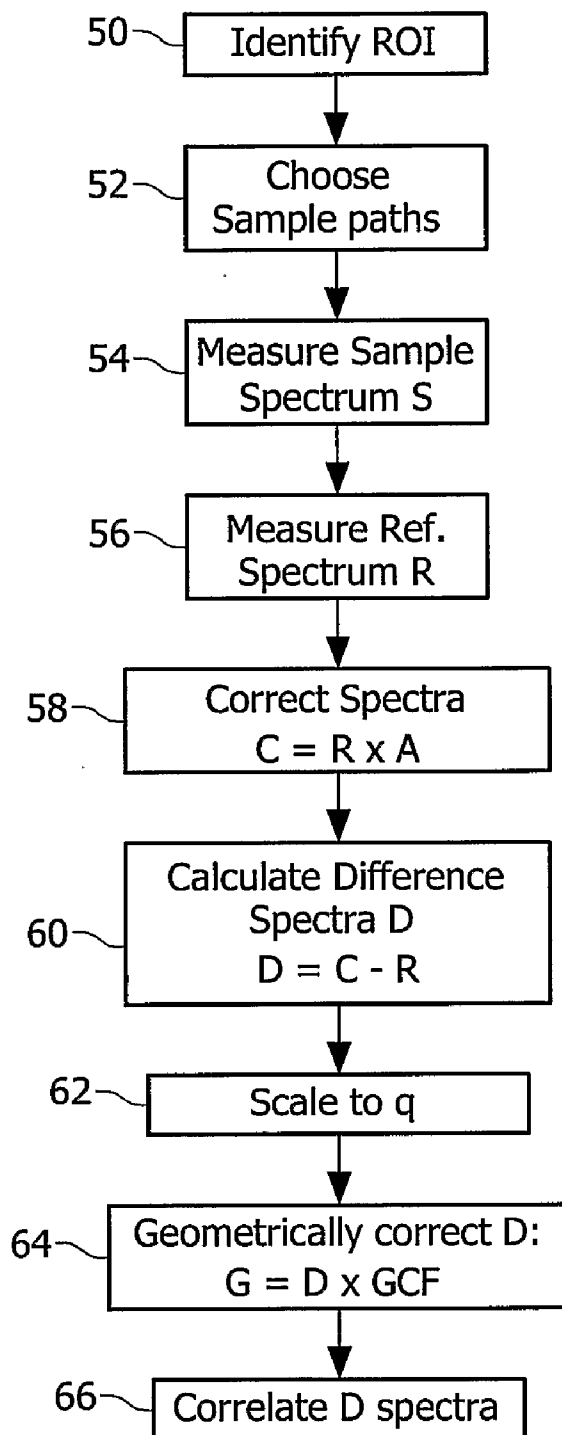 50
Identify ROI
52
Choose
Sample paths
54
Measure Sample
Spectrum S
56
Measure Ref.
Spectrum R
58
Correct Spectra
C = R x A
60
Calculate Difference
Spectra D
D = C - R
62
Scale to q
64
Geometrically correct D:
G = D x GCF
66
Correlate D spectra